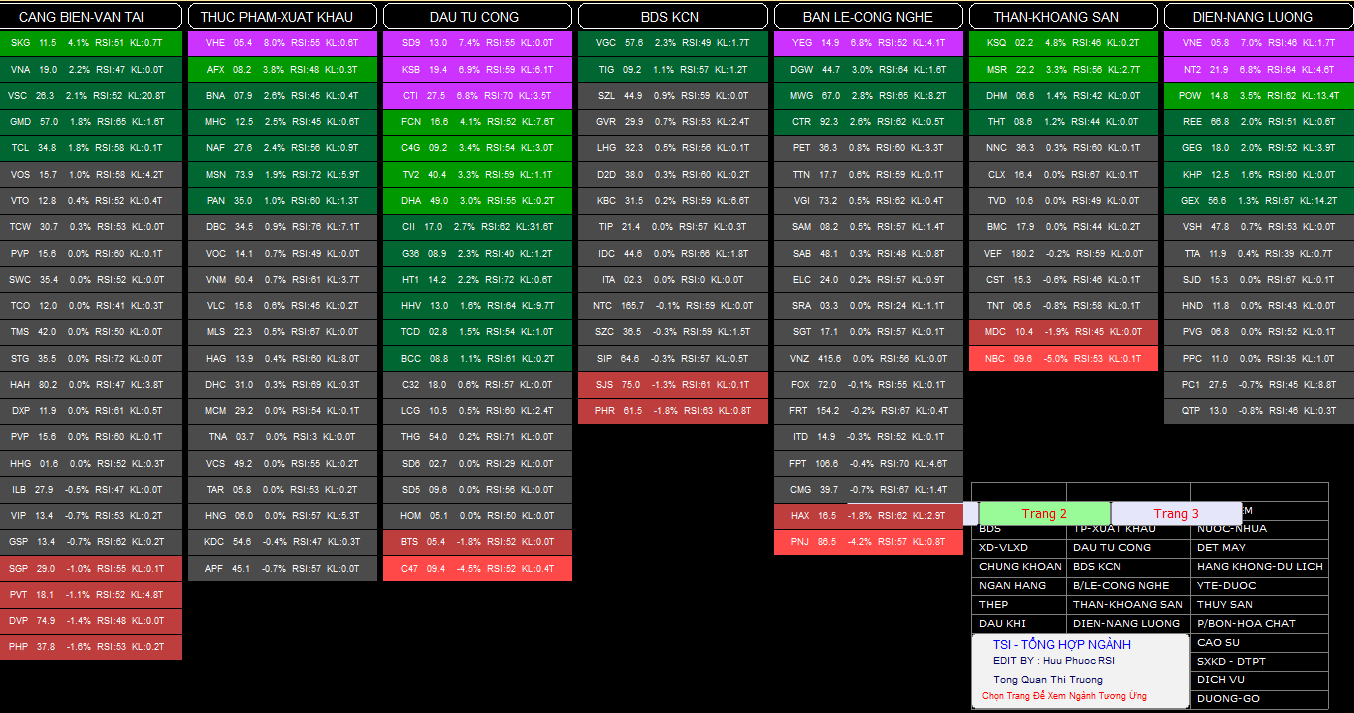 CANG BIEN-VAN TAI
SKG 11.5 4.1% RSI:51 KL:0.7T
VNA 19.0 2.2% RSI:47 KL:0.0T
VSC 26.3 2.1% RSI:52 KL:20.8T
GMD 57.0 1.8% RSI:65 KL:1.6T
TCL 34.8 1.8% RSI:58 KL:0.1T
VOS 15.7 1.0% RSI:58 KL:4.2T
VTO 12.8 0.4% RSI:52 KL:0.4T
TCW 30.7 0.3% RSI:53 KL:0.0T
PVP 15.6 0.0% RSI:60 KL:0.1T
SWC 35.4 0.0% RSI:52 KL:0.0T
TCO 12.0 0.0% RSI:41 KL:0.3T
TMS 42.0 0.0% RSI:50 KL:0.0T
STG 35.5 0.0% RSI:72 KL:0.0T
HAH 80.2 0.0% RSI:47 KL:3.8T
DXP 11.9 0.0% RSI:61 KL:0.5T
PVP 15.6 0.0% RSI:60 KL:0.1T
HHG 01.6 0.0% RSI:52 KL:0.3T
ILB 27.9 -0.5% RSI:47 KL:0.0T
VIP 13.4 -0.7% RSI:53 KL:0.2T
GSP 13.4 -0.7% RSI:62 KL:0.2T
SGP 29.0 -1.0% RSI:55 KL:0.1T
PVT 18.1 -1.1% RSI:52 KL:4.8T
DVP 74.9 -1.4% RSI:48 KL:0.0T
PHP 37.8 -1.6% RSI:53 KL:0.2T
THUC PHAM-XUAT KHAU
VHE 05.4 8.0% RSI:55 KL:0.6T
AFX 08.2 3.8% RSI:48 KL:0.3T
BNA 07.9 2.6% RSI:45 KL:0.4T
MHC 12.5 2.5% RSI:45 KL:0.6T
NAF 27.6 2.4% RSI:56 KL:0.9T
MSN 73.9 1.9% RSI:72 KL:5.9T
PAN 35.0 1.0% RSI:60 KL:1.3T
DBC 34.5 0.9% RSI:76 KL:7.1T
VOC 14.1 0.7% RSI:49 KL:0.0T
VNM 60.4 0.7% RSI:61 KL:3.7T
VLC 15.8 0.6% RSI:45 KL:0.2T
MLS 22.3 0.5% RSI:67 KL:0.0T
HAG 13.9 0.4% RSI:60 KL:8.0T
DHC 31.0 0.3% RSI:69 KL:0.3T
MCM 29.2 0.0% RSI:54 KL:0.1T
TNA 03.7 0.0% RSI:3 KL:0.0T
VCS 49.2 0.0% RSI:55 KL:0.2T
TAR 05.8 0.0% RSI:53 KL:0.2T
HNG 06.0 0.0% RSI:57 KL:5.3T
KDC 54.6 -0.4% RSI:47 KL:0.3T
APF 45.1 -0.7% RSI:57 KL:0.0T
DAU TU CONG
SD9 13.0 7.4% RSI:55 KL:0.0T
KSB 19.4 6.9% RSI:59 KL:6.1T
CTI 27.5 6.8% RSI:70 KL:3.5T
FCN 16.6 4.1% RSI:52 KL:7.6T
C4G 09.2 3.4% RSI:54 KL:3.0T
TV2 40.4 3.3% RSI:59 KL:1.1T
DHA 49.0 3.0% RSI:55 KL:0.2T
CII 17.0 2.7% RSI:62 KL:31.6T
G36 08.9 2.3% RSI:40 KL:1.2T
HT1 14.2 2.2% RSI:72 KL:0.6T
HHV 13.0 1.6% RSI:64 KL:9.7T
TCD 02.8 1.5% RSI:54 KL:1.0T
BCC 08.8 1.1% RSI:61 KL:0.2T
C32 18.0 0.6% RSI:57 KL:0.0T
LCG 10.5 0.5% RSI:60 KL:2.4T
THG 54.0 0.2% RSI:71 KL:0.0T
SD6 02.7 0.0% RSI:29 KL:0.0T
SD5 09.6 0.0% RSI:56 KL:0.0T
HOM 05.1 0.0% RSI:50 KL:0.0T
BTS 05.4 -1.8% RSI:52 KL:0.0T
C47 09.4 -4.5% RSI:52 KL:0.4T
BDS KCN
VGC 57.6 2.3% RSI:49 KL:1.7T
TIG 09.2 1.1% RSI:57 KL:1.2T
SZL 44.9 0.9% RSI:59 KL:0.0T
GVR 29.9 0.7% RSI:53 KL:2.4T
LHG 32.3 0.5% RSI:56 KL:0.1T
D2D 38.0 0.3% RSI:60 KL:0.2T
KBC 31.5 0.2% RSI:59 KL:6.6T
TIP 21.4 0.0% RSI:57 KL:0.3T
IDC 44.6 0.0% RSI:66 KL:1.8T
ITA 02.3 0.0% RSI:0 KL:0.0T
NTC 165.7 -0.1% RSI:59 KL:0.0T
SZC 36.5 -0.3% RSI:59 KL:1.5T
SIP 64.6 -0.3% RSI:57 KL:0.5T
SJS 75.0 -1.3% RSI:61 KL:0.1T
PHR 61.5 -1.8% RSI:63 KL:0.8T
BAN LE-CONG NGHE
YEG 14.9 6.8% RSI:52 KL:4.1T
DGW 44.7 3.0% RSI:64 KL:1.6T
MWG 67.0 2.8% RSI:65 KL:8.2T
CTR 92.3 2.6% RSI:62 KL:0.5T
PET 36.3 0.8% RSI:60 KL:3.3T
TTN 17.7 0.6% RSI:59 KL:0.1T
VGI 73.2 0.5% RSI:62 KL:0.4T
SAM 08.2 0.5% RSI:57 KL:1.4T
SAB 48.1 0.3% RSI:48 KL:0.8T
ELC 24.0 0.2% RSI:57 KL:0.9T
SRA 03.3 0.0% RSI:24 KL:1.1T
SGT 17.1 0.0% RSI:57 KL:0.1T
VNZ 415.6 0.0% RSI:56 KL:0.0T
FOX 72.0 -0.1% RSI:55 KL:0.1T
FRT 154.2 -0.2% RSI:67 KL:0.4T
ITD 14.9 -0.3% RSI:52 KL:0.1T
FPT 106.6 -0.4% RSI:70 KL:4.6T
CMG 39.7 -0.7% RSI:67 KL:1.4T
HAX 16.5 -1.8% RSI:62 KL:2.9T
PNJ 86.5 -4.2% RSI:57 KL:0.8T
THAN-KHOANG SAN
KSQ 02.2 4.8% RSI:46 KL:0.2T
MSR 22.2 3.3% RSI:56 KL:2.7T
DHM 06.6 1.4% RSI:42 KL:0.0T
THT 08.6 1.2% RSI:44 KL:0.0T
NNC 36.3 0.3% RSI:60 KL:0.1T
CLX 16.4 0.0% RSI:67 KL:0.1T
TVD 10.6 0.0% RSI:49 KL:0.0T
BMC 17.9 0.0% RSI:44 KL:0.2T
VEF 180.2 -0.2% RSI:59 KL:0.0T
CST 15.3 -0.6% RSI:46 KL:0.1T
TNT 06.5 -0.8% RSI:58 KL:0.1T
MDC 10.4 -1.9% RSI:45 KL:0.0T
NBC 09.6 -5.0% RSI:53 KL:0.1T
DIEN-NANG LUONG
VNE 05.8 7.0% RSI:46 KL:1.7T
NT2 21.9 6.8% RSI:64 KL:4.6T
POW 14.8 3.5% RSI:62 KL:13.4T
REE 66.8 2.0% RSI:51 KL:0.6T
GEG 18.0 2.0% RSI:52 KL:3.9T
KHP 12.5 1.6% RSI:60 KL:0.0T
GEX 56.6 1.3% RSI:67 KL:14.2T
VSH 47.8 0.7% RSI:53 KL:0.0T
TTA 11.9 0.4% RSI:39 KL:0.7T
SJD 15.3 0.0% RSI:67 KL:0.1T
HND 11.8 0.0% RSI:43 KL:0.0T
PVG 06.8 0.0% RSI:52 KL:0.1T
PPC 11.0 0.0% RSI:35 KL:1.0T
PC1 27.5 -0.7% RSI:45 KL:8.8T
QTP 13.0 -0.8% RSI:46 KL:0.3T
Trang 2 Trang 3
BDS TP-XUAT KHAU NUOC-NHUA
XD-VLXD DAU TU CONG DET MAY
CHUNG KHOAN BDS KCN HANG KHONG-DU LICH
NGAN HANG B/LE-CONG NGHE YTE-DUOC
THEP THAN-KHOANG SAN THUY SAN
DAU KHI DIEN-NANG LUONG P/BON-HOA CHAT
CAO SU
SXKD - DTPT
DICH VU
DUONG-GO
TSI - TỔNG HỢP NGÀNH
EDIT BY : Huu Phuoc RSI
Tong Quan Thi Truong
Chọn Trang Để Xem Ngành Tương Ứng